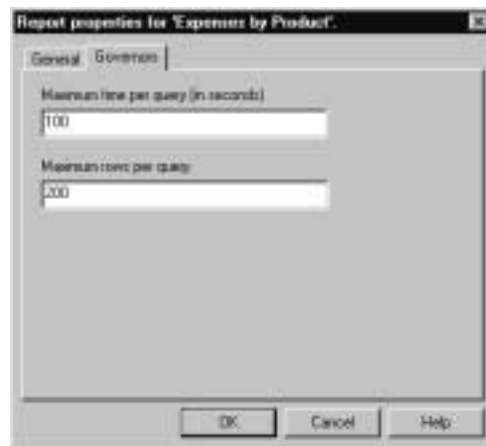 Report properties for 'Expenses by Product'.
General Governors
Maximum time per query (in seconds)
100
Maximum rows per query
200
OK Cancel Help